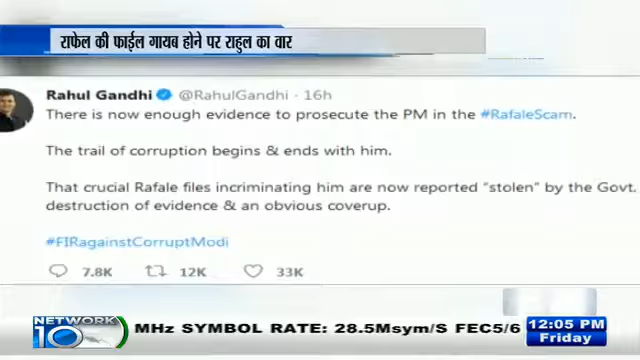 राफेल की फाईल गायब होने पर राहुल का वार
Rahul Gandhi @RahulGandhi · 16h
There is now enough evidence to prosecute the PM in the #RafaleScam.
The trail of corruption begins & ends with him.
That crucial Rafale files incriminating him are now reported "stolen" by the Govt.
destruction of evidence & an obvious coverup.
#FIRagainstCorruptModi
7.8K 12K 33K
NETWORK 10
MHz SYMBOL RATE: 28.5Msym/S FEC5/6
12:05 PM
Friday